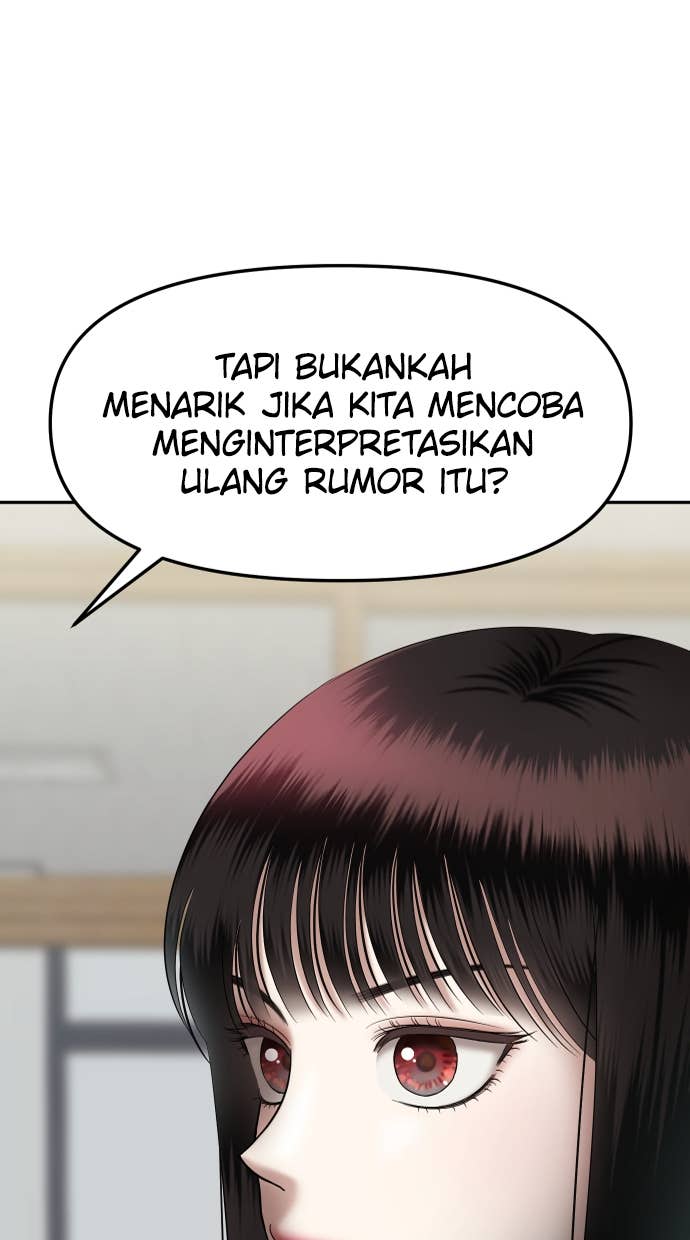 TAPI BUKANKAH
MENARIK JIKA KITA MENCOBA
MENGINTERPRETASIKAN
ULANG RUMOR ITU?